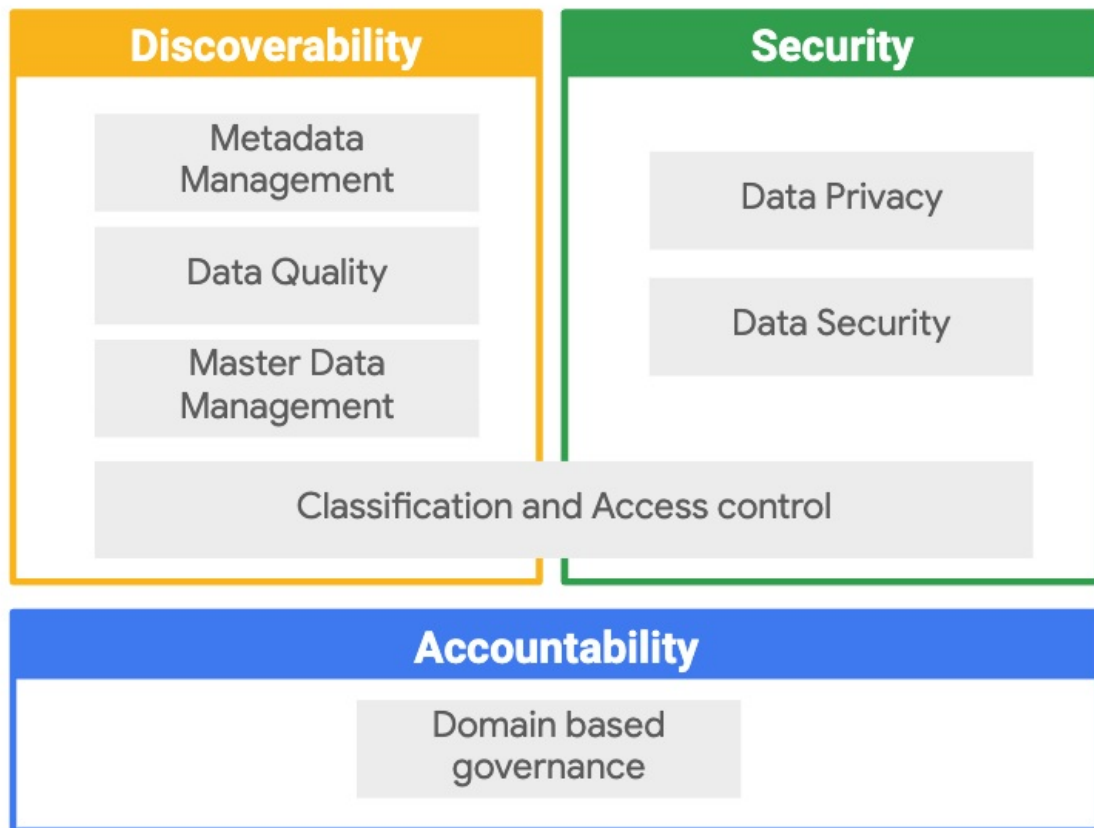 Discoverability
Metadata
Management
Data Quality
Master Data
Management
Security
Data Privacy
Data Security
Classification and Access control
Accountability
Domain based
governance